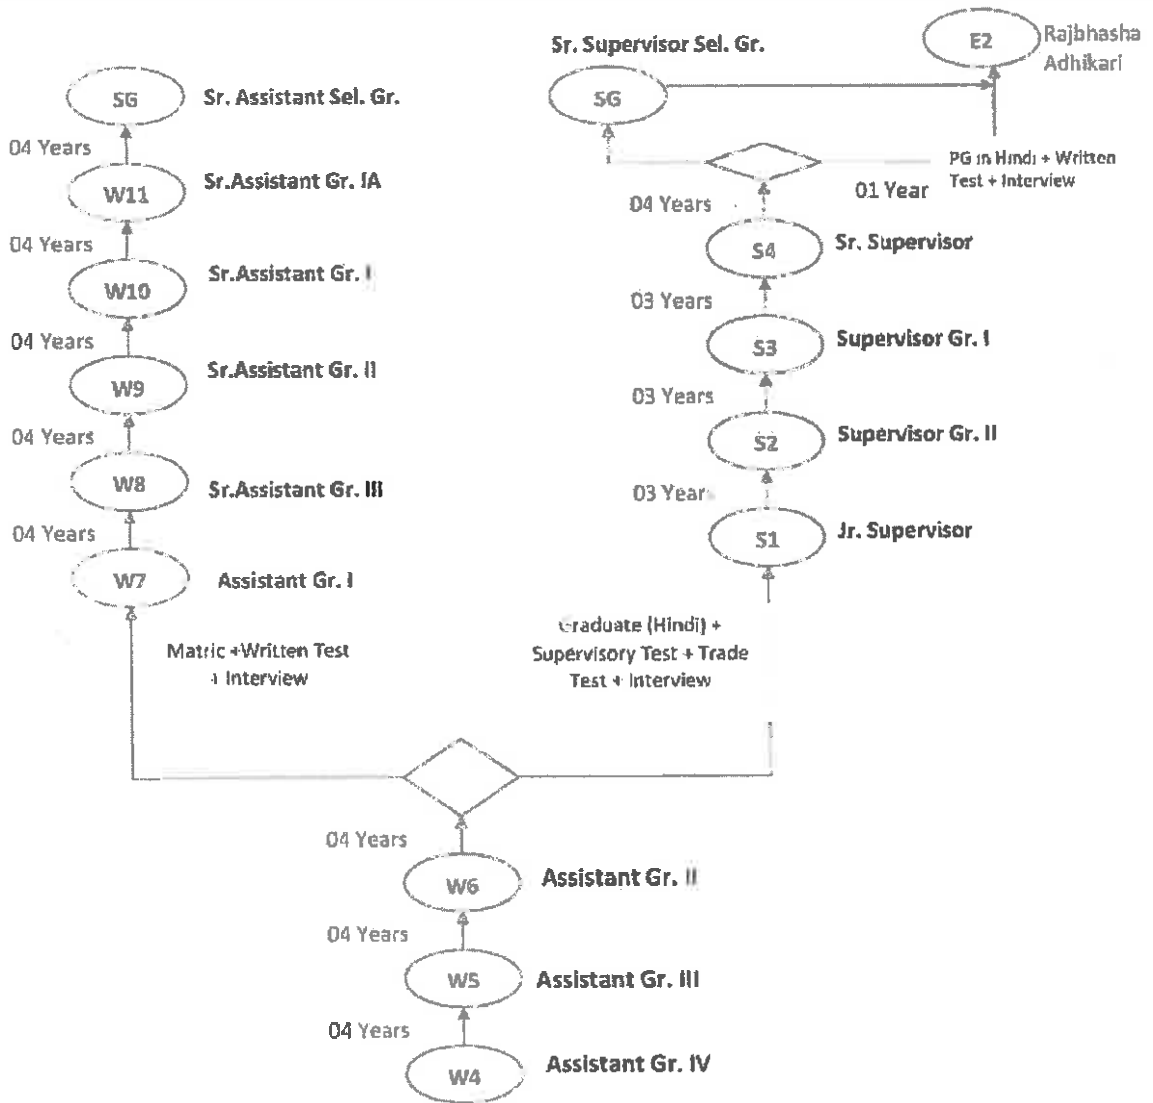 E2
Rajbhasha
Adhikari
Sr. Supervisor Sel. Gr.
SG
Sr. Assistant Sel. Gr.
SG
04 Years
PG in Hindi + Written
Test + Interview
01 Year
W11
Sr.Assistant Gr. IA
04 Years
Sr. Supervisor
S4
04 Years
W10
Sr.Assistant Gr. I
03 Years
04 Years
S3
Supervisor Gr. I
W9
Sr.Assistant Gr. II
03 Years
04 Years
S2
Supervisor Gr. II
W8
Sr.Assistant Gr. III
03 Years
04 Years
S1
Jr. Supervisor
W7
Assistant Gr. I
Matric +Written Test
+ Interview
Graduate (Hindi) +
Supervisory Test + Trade
Test + Interview
04 Years
W6
Assistant Gr. II
04 Years
W5
Assistant Gr. III
04 Years
W4
Assistant Gr. IV